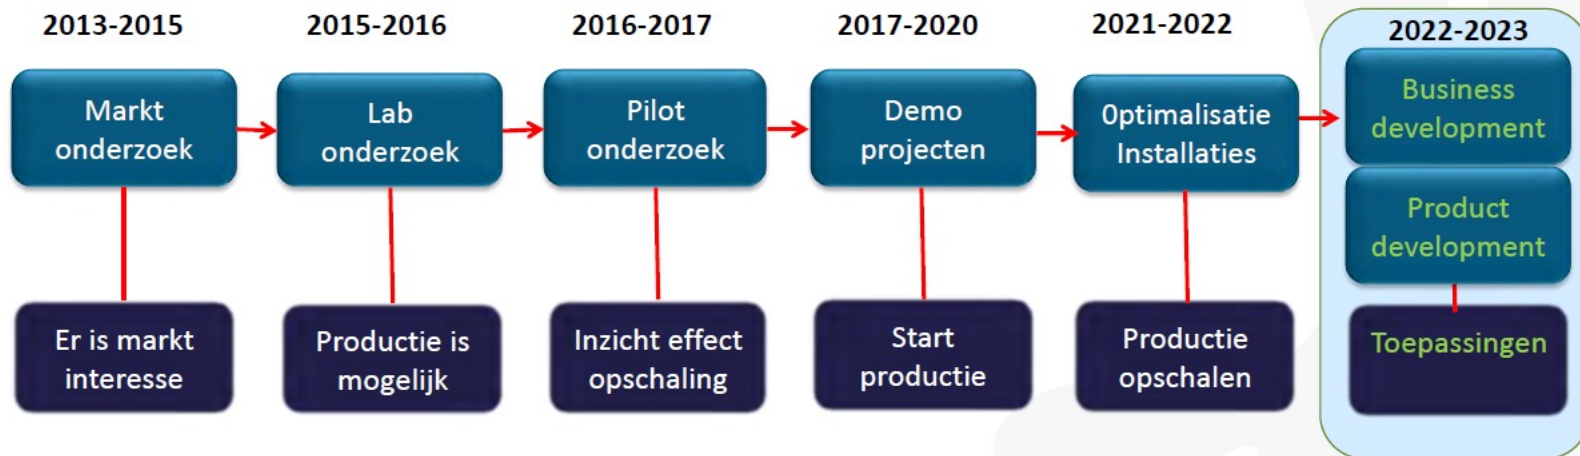 2013-2015
Markt
onderzoek
Er is markt
interesse
2015-2016
Lab
onderzoek
Productie is
mogelijk
2016-2017
Pilot
onderzoek
Inzicht effect
opschaling
2017-2020
Demo
projecten
Start
productie
2021-2022
0ptimalisatie
Installaties
Productie
opschalen
2022-2023
Business
development
Product
development
Toepassingen